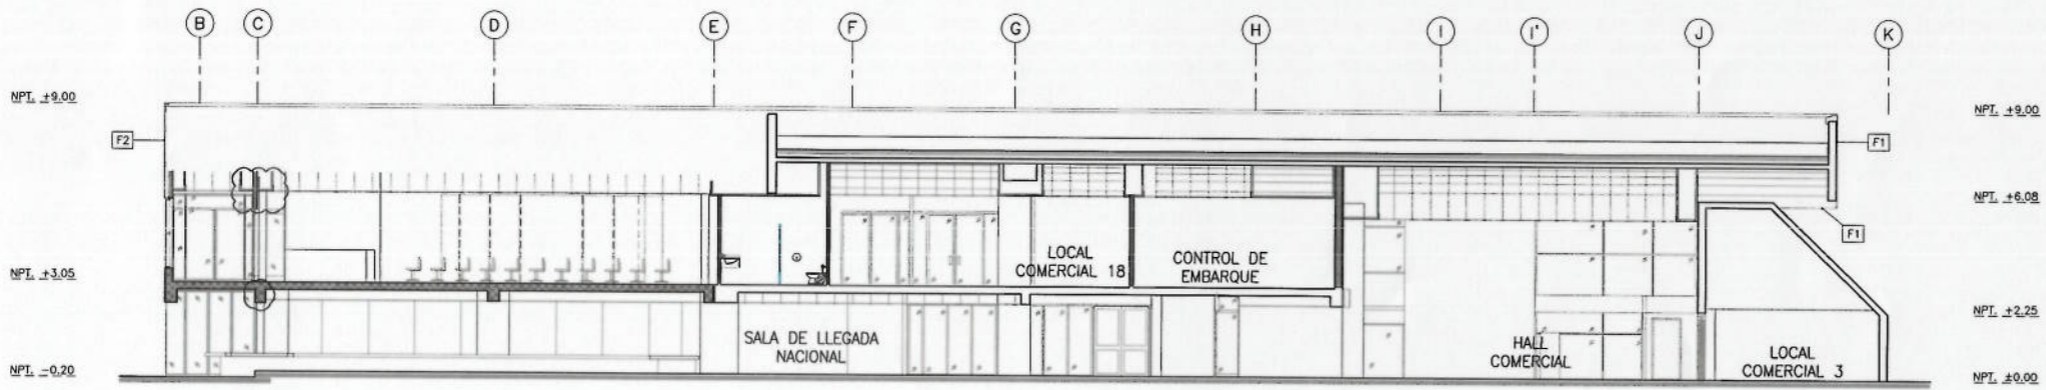 B C D E F G H I I' J K
NPT. +9.00
NPT. +9.00
F2
F1
NPT. +6.08
F1
NPT. +3.05
LOCAL
COMERCIAL 18
CONTROL DE
EMBARQUE
NPT. +2.25
SALA DE LLEGADA
NACIONAL
HALL
COMERCIAL
LOCAL
COMERCIAL 3
NPT. -0.20
NPT. ±0.00